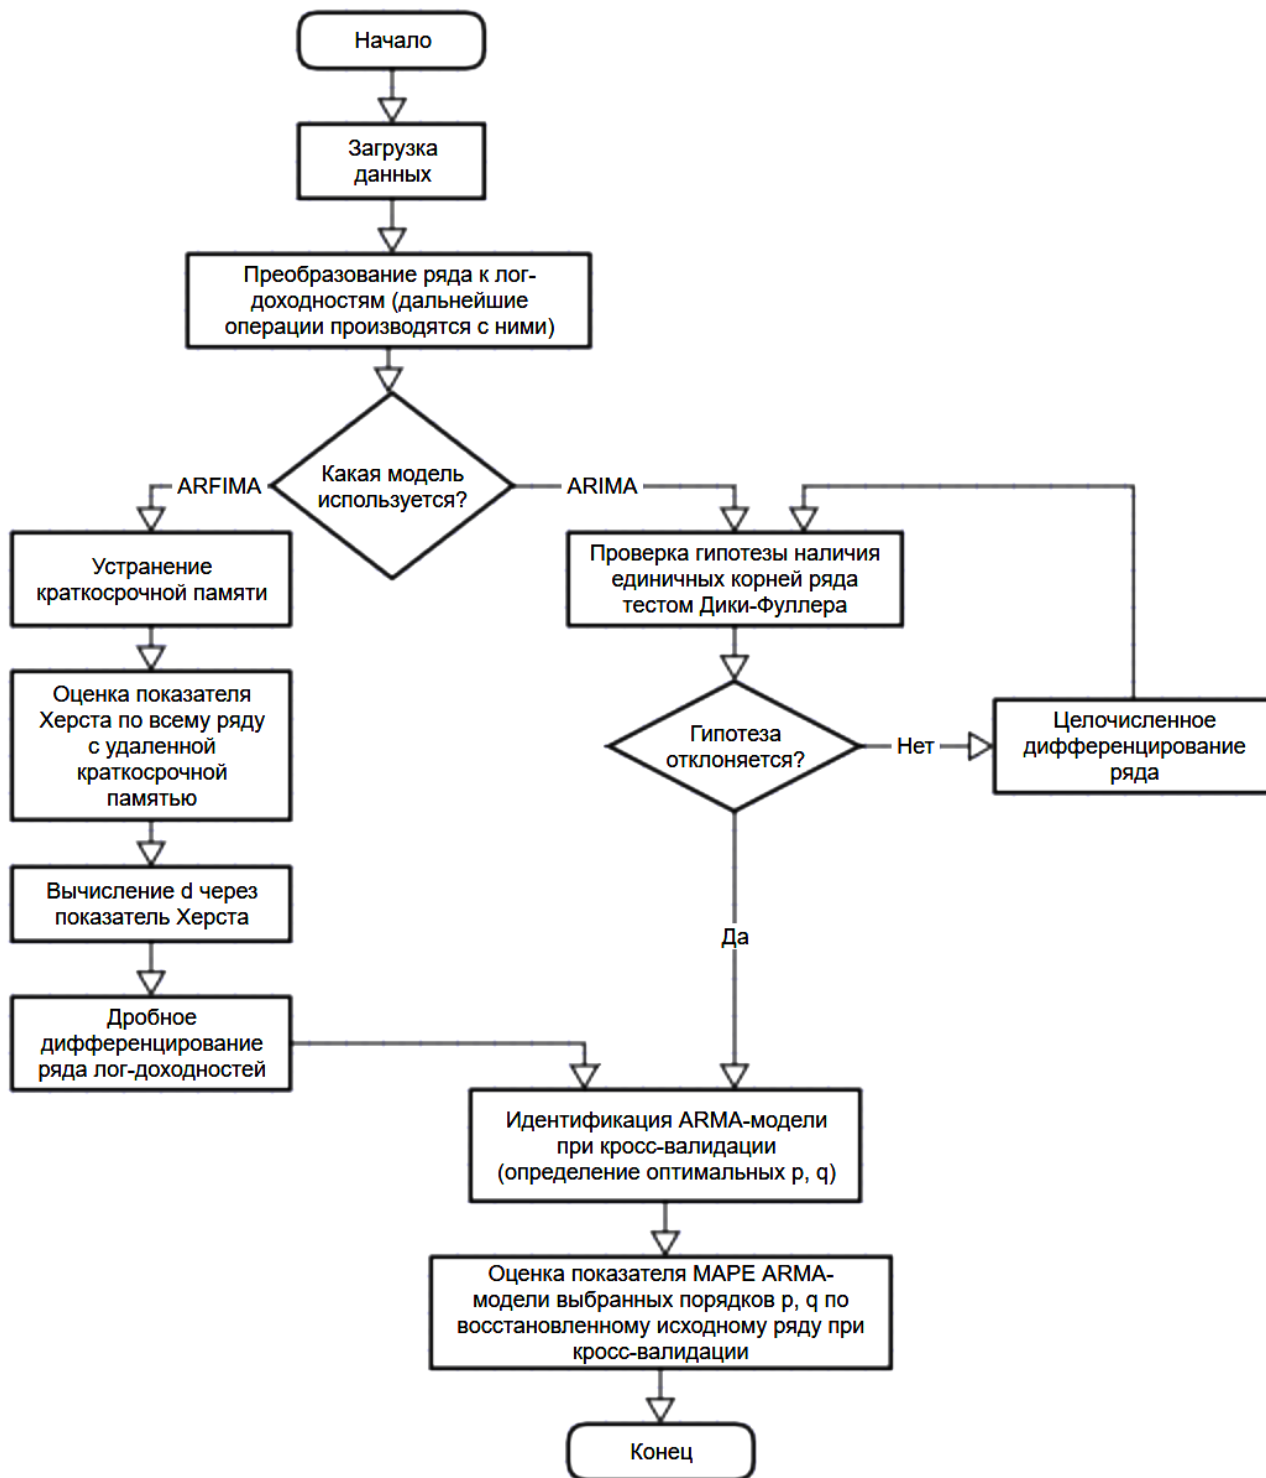 Начало
Загрузка
данных
Преобразование ряда к лог-
доходностям (дальнейшие
операции производятся с ними)
Какая модель
используется?
ARFIMA
ARIMA
Устранение
краткосрочной памяти
Проверка гипотезы наличия
единичных корней ряда
тестом Дики-Фуллера
Оценка показателя
Херста по всему ряду
с удаленной
краткосрочной
памятью
Гипотеза
отклоняется?
Нет
Целочисленное
дифференцирование
ряда
Вычисление d через
показатель Херста
Да
Дробное
дифференцирование
ряда лог-доходностей
Идентификация ARMA-модели
при кросс-валидации
(определение оптимальных p, q)
Оценка показателя MAPE ARMA-
модели выбранных порядков p, q по
восстановленному исходному ряду при
кросс-валидации
Конец